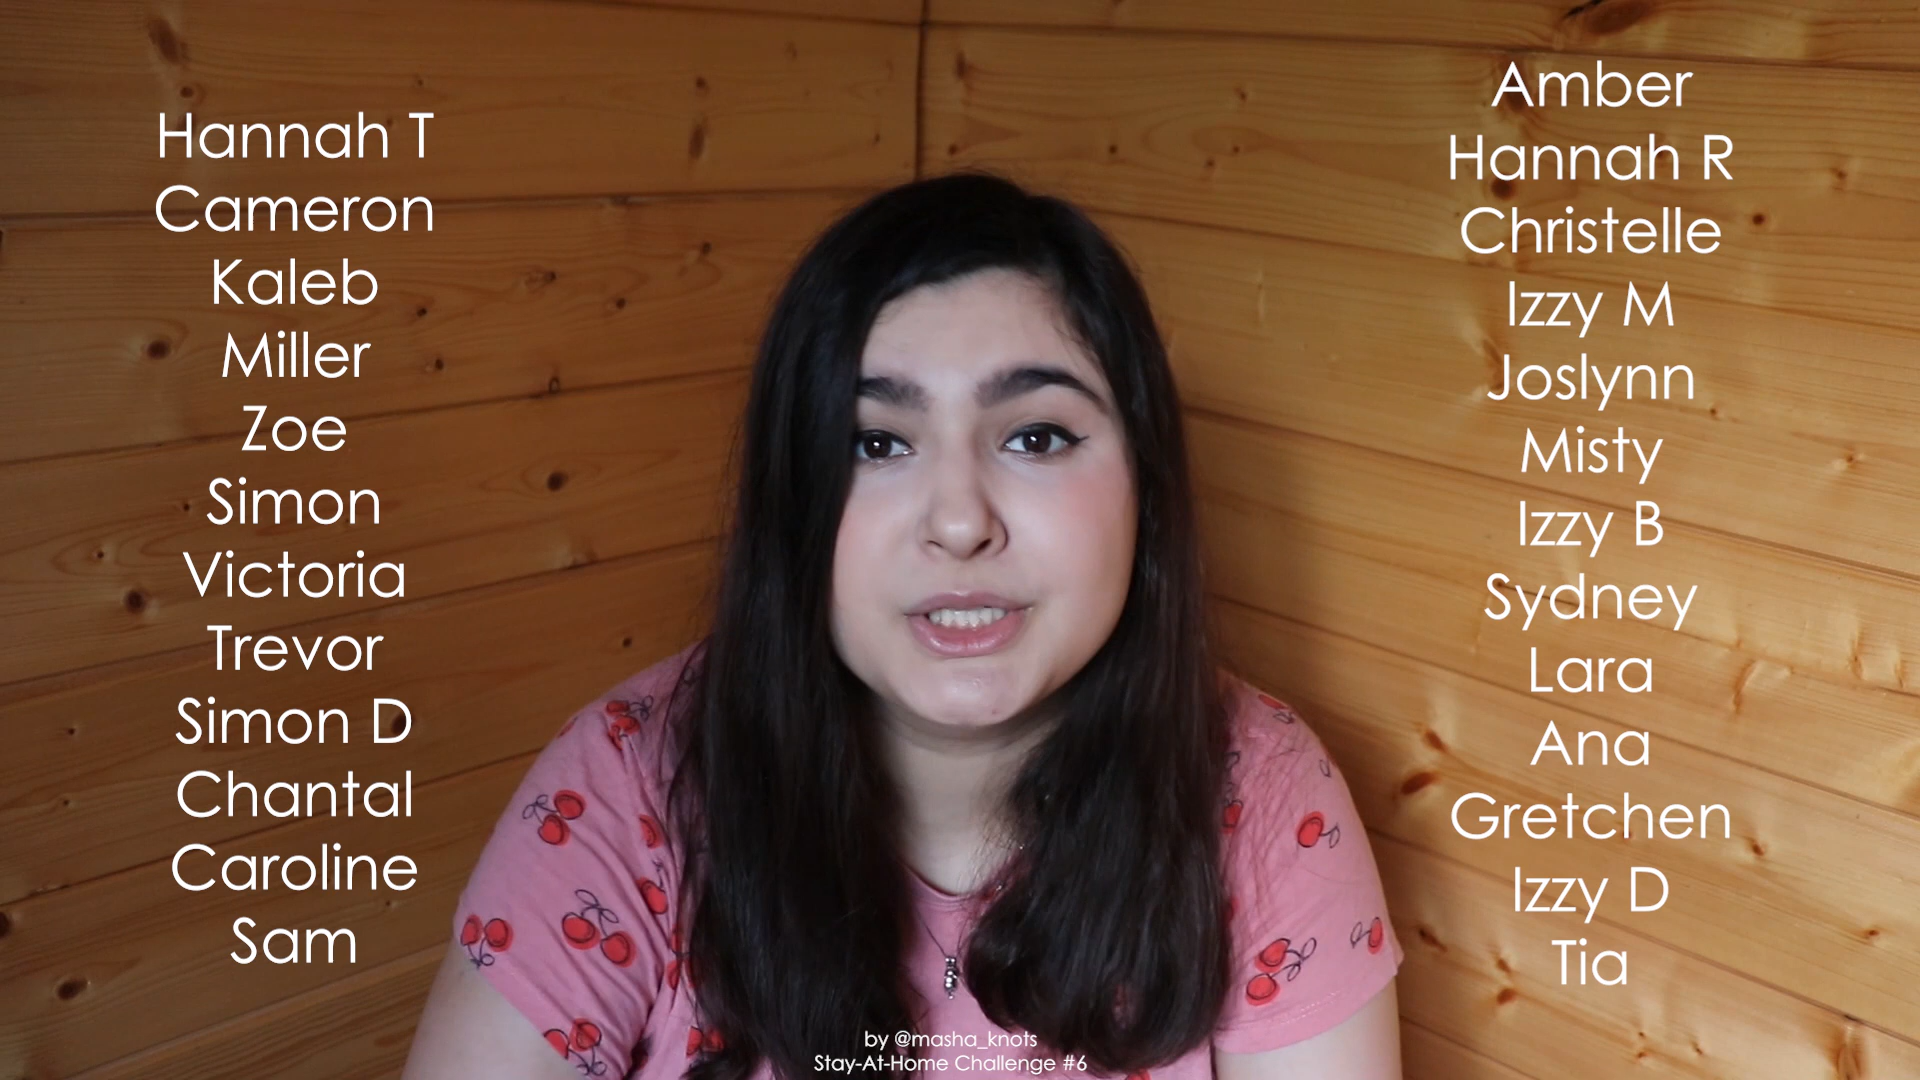 Hannah T
Cameron
Kaleb
Miller
Zoe
Simon
Victoria
Trevor
Simon D
Chantal
Caroline
Sam
Amber
Hannah R
Christelle
Izzy M
Joslynn
Misty
Izzy B
Sydney
Lara
Ana
Gretchen
Izzy D
Tia
by @masha_knots
Stay-At-Home Challenge #6